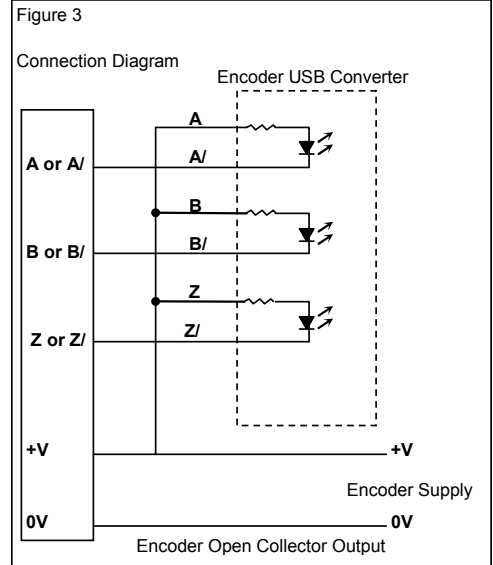 Figure 3
Connection Diagram
Encoder USB Converter
A
A or A/
A/
B
B or B/
B/
Z
Z or Z/
Z/
+V
+V
Encoder Supply
0V
0V
Encoder Open Collector Output